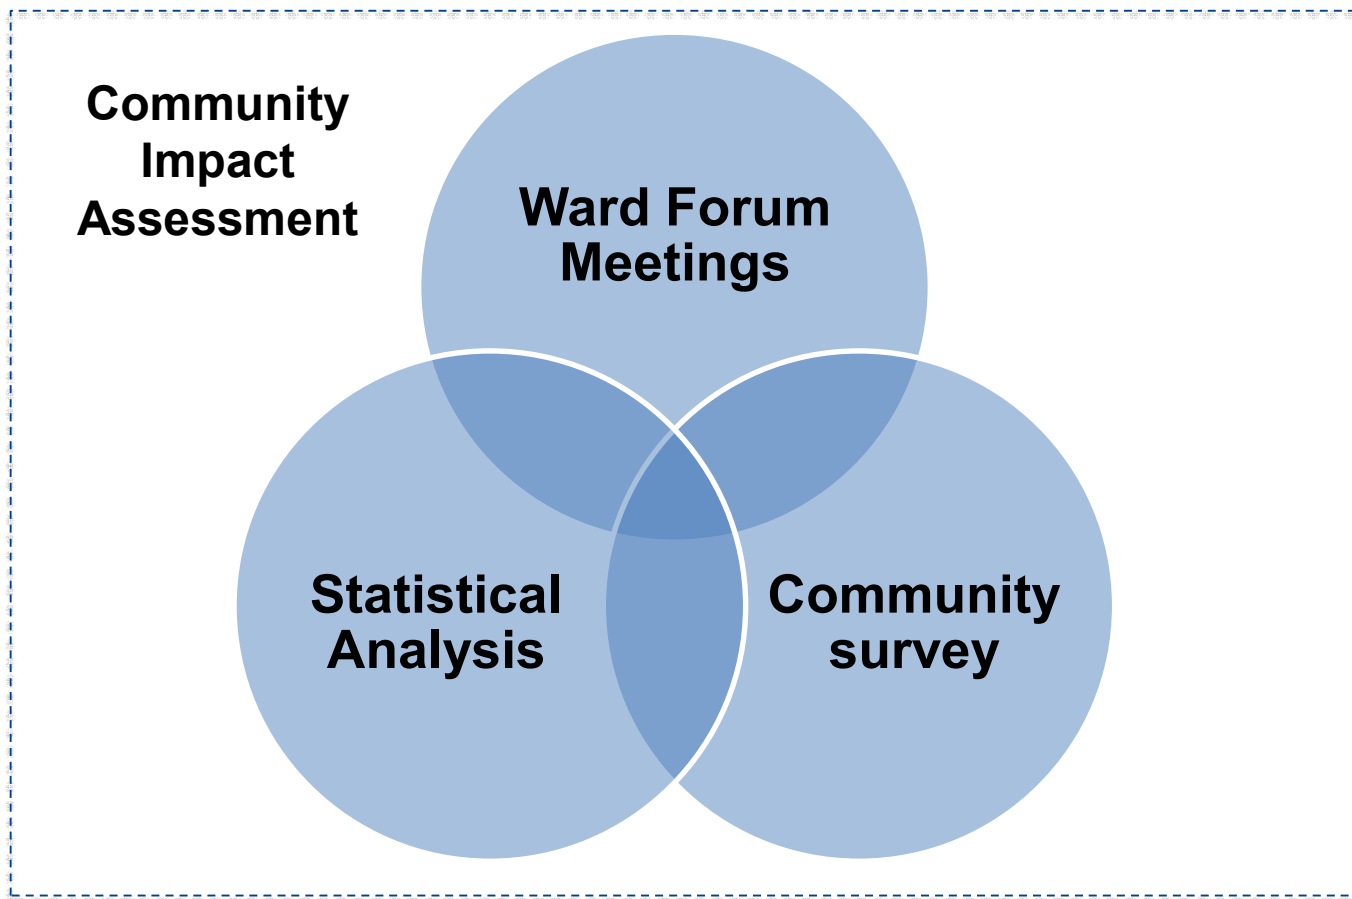 Community
Impact
Assessment
Ward Forum
Meetings
Statistical
Analysis
Community
survey